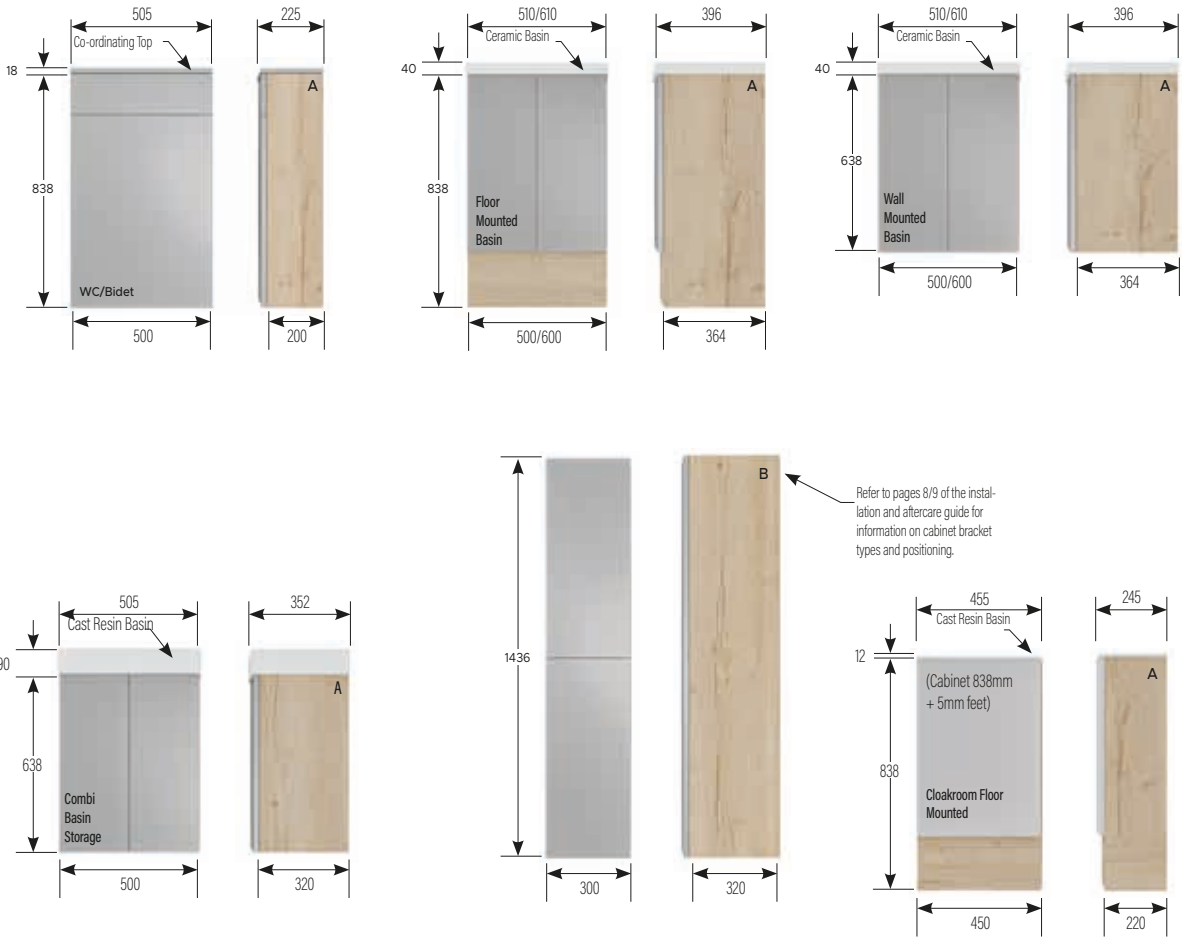 505
225
Co-ordinating Top
18
A
838
WC/Bidet
500
200
510/610
396
Ceramic Basin
40
A
838
Floor
Mounted
Basin
500/600
364
510/610
396
Ceramic Basin
40
A
638
Wall
Mounted
Basin
500/600
364
505
352
Cast Resin Basin
90
A
638
Combi
Basin
Storage
500
320
B
1436
300
320
Refer to pages 8/9 of the instal-
lation and aftercare guide for
information on cabinet bracket
types and positioning.
455
245
Cast Resin Basin
12
A
(Cabinet 838mm
+ 5mm feet)
838
Cloakroom Floor
Mounted
450
220